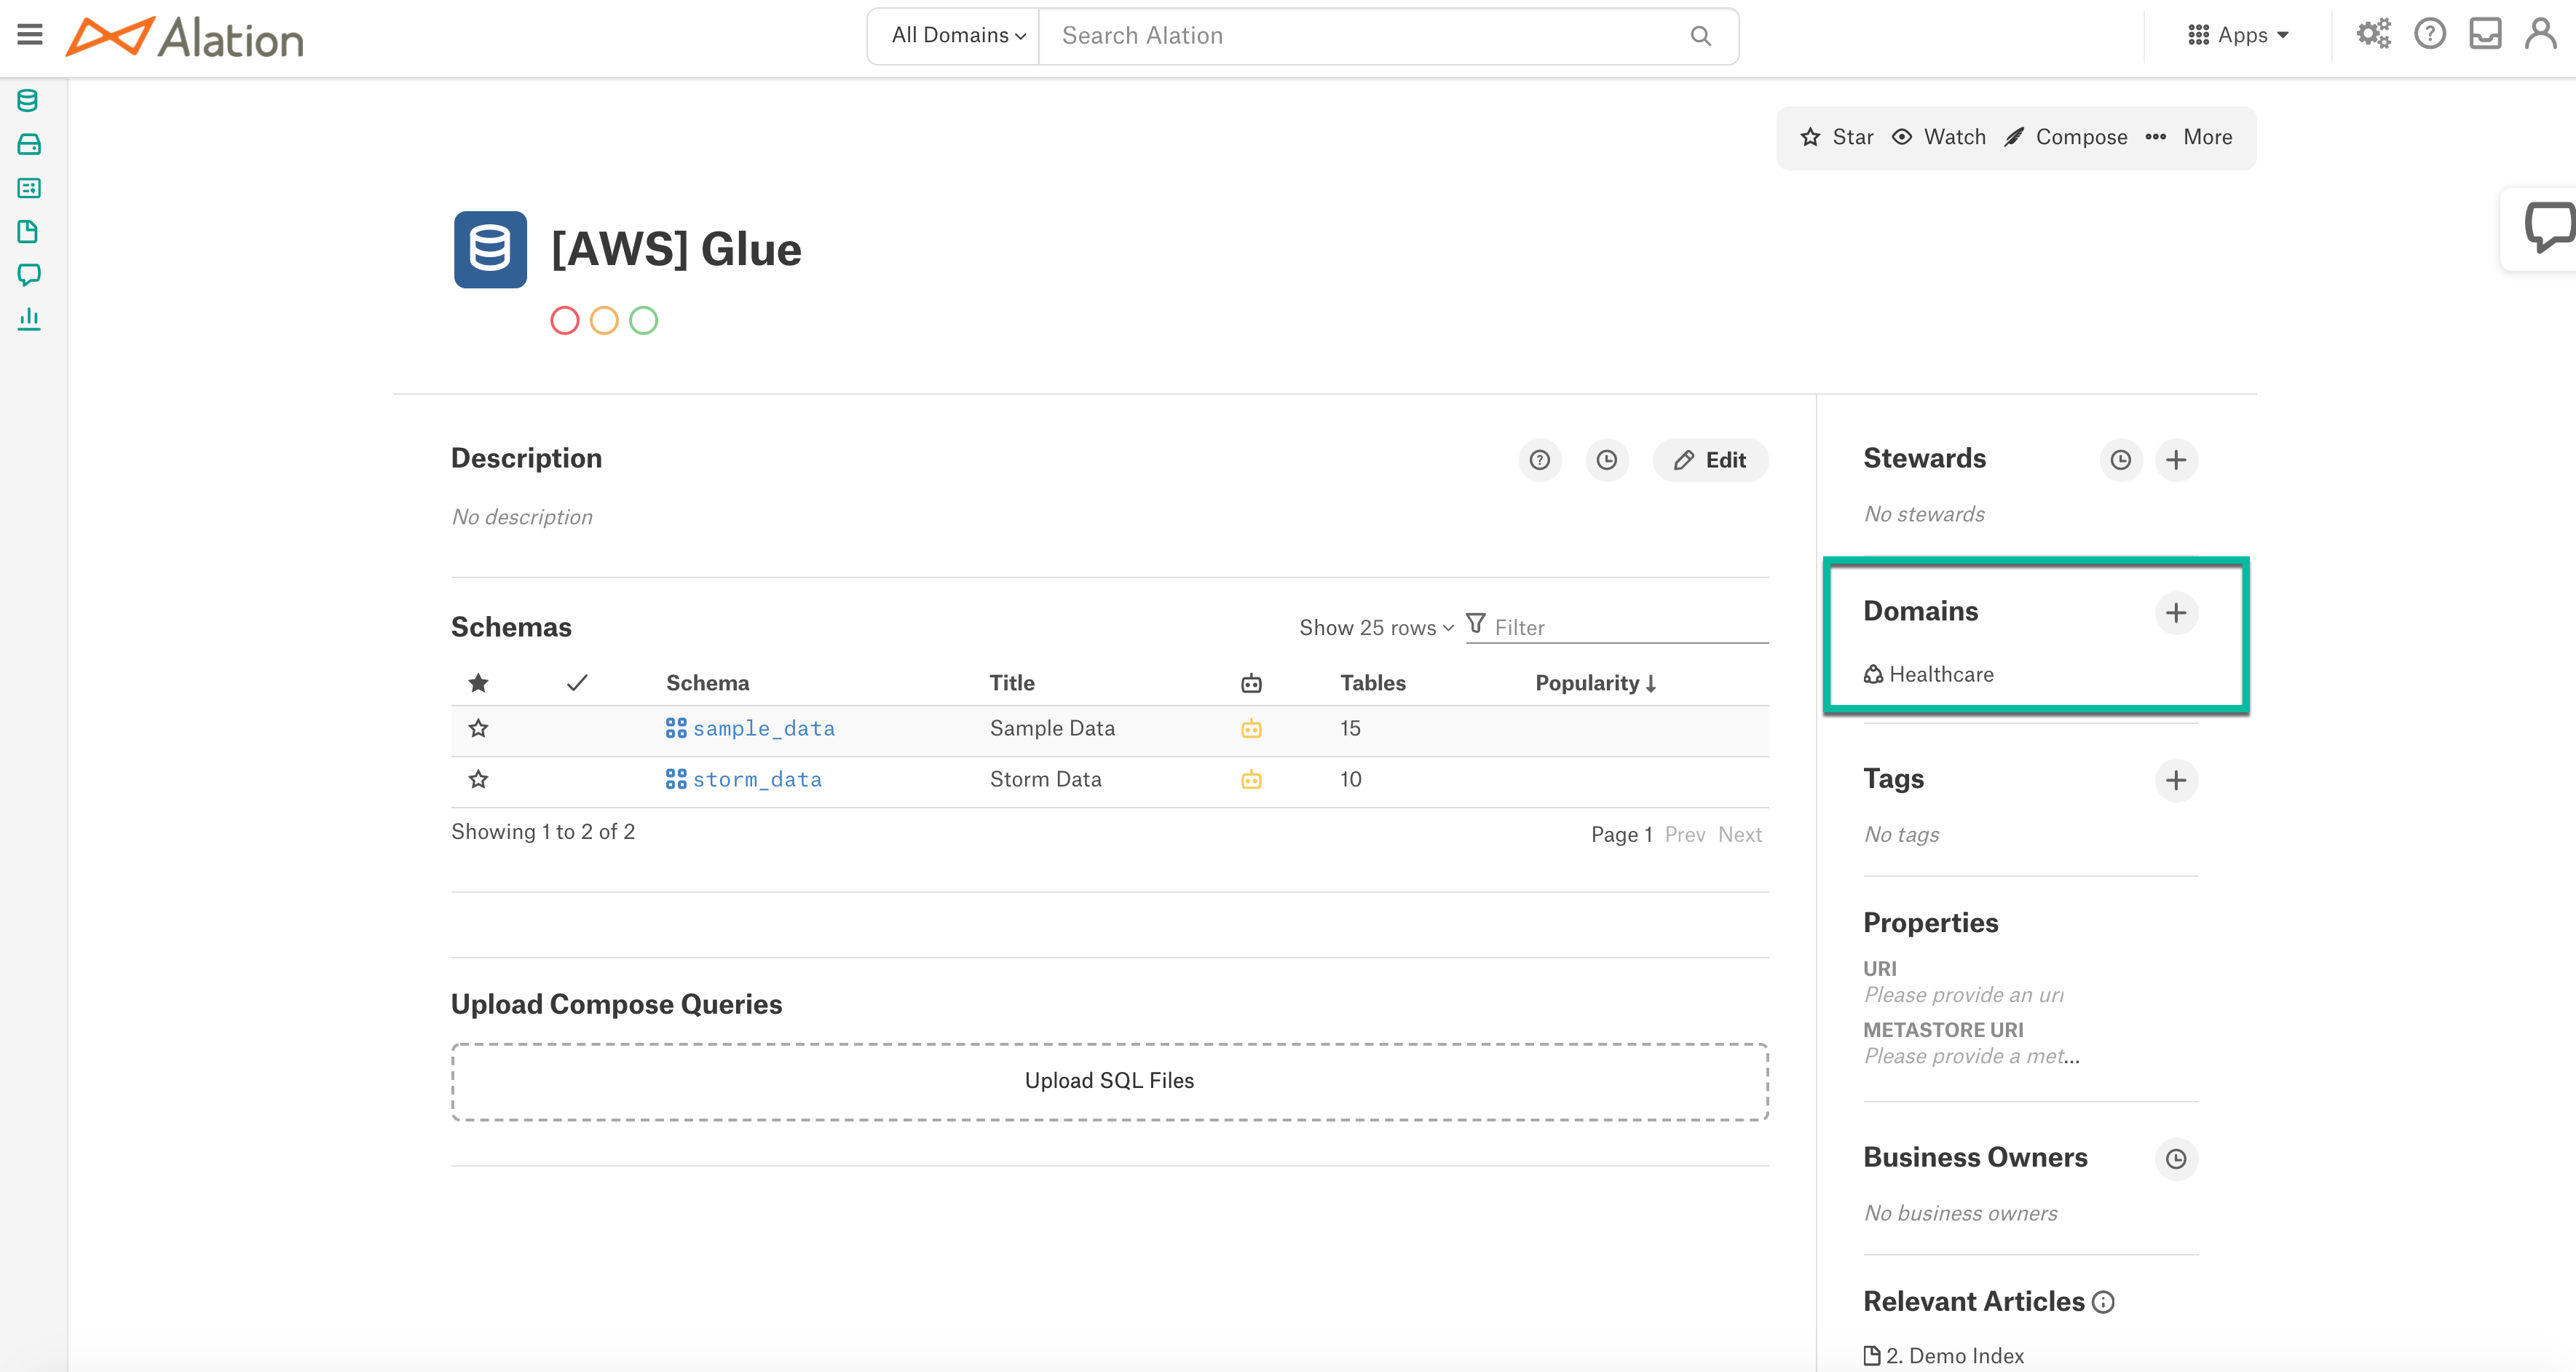 Alation
All Domains
Search Alation
Apps
Star Watch Compose More
[AWS] Glue
Description
Edit
No description
Schemas
Show 25 rows
Filter
Schema Title Tables Popularity
sample_data Sample Data 15
storm_data Storm Data 10
Showing 1 to 2 of 2
Page 1 Prev Next
Upload Compose Queries
Upload SQL Files
Stewards
No stewards
Domains
Healthcare
Tags
No tags
Properties
URI
Please provide an uri
METASTORE URI
Please provide a met...
Business Owners
No business owners
Relevant Articles
2. Demo Index